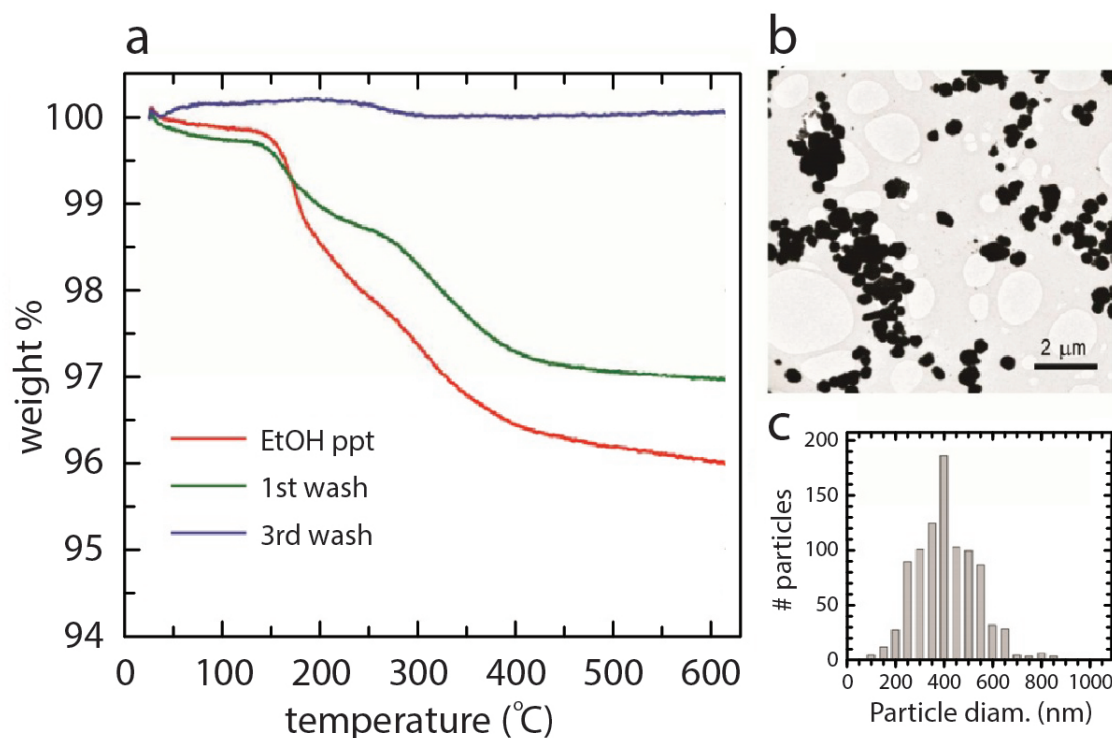 a
weight %
100
99
98
97
96
95
94
EtOH ppt
1st wash
3rd wash
0
100
200
300
400
500
600
temperature (°C)
b
2 μm
c
# particles
200
150
100
50
0
0
200
400
600
800
1000
Particle diam. (nm)